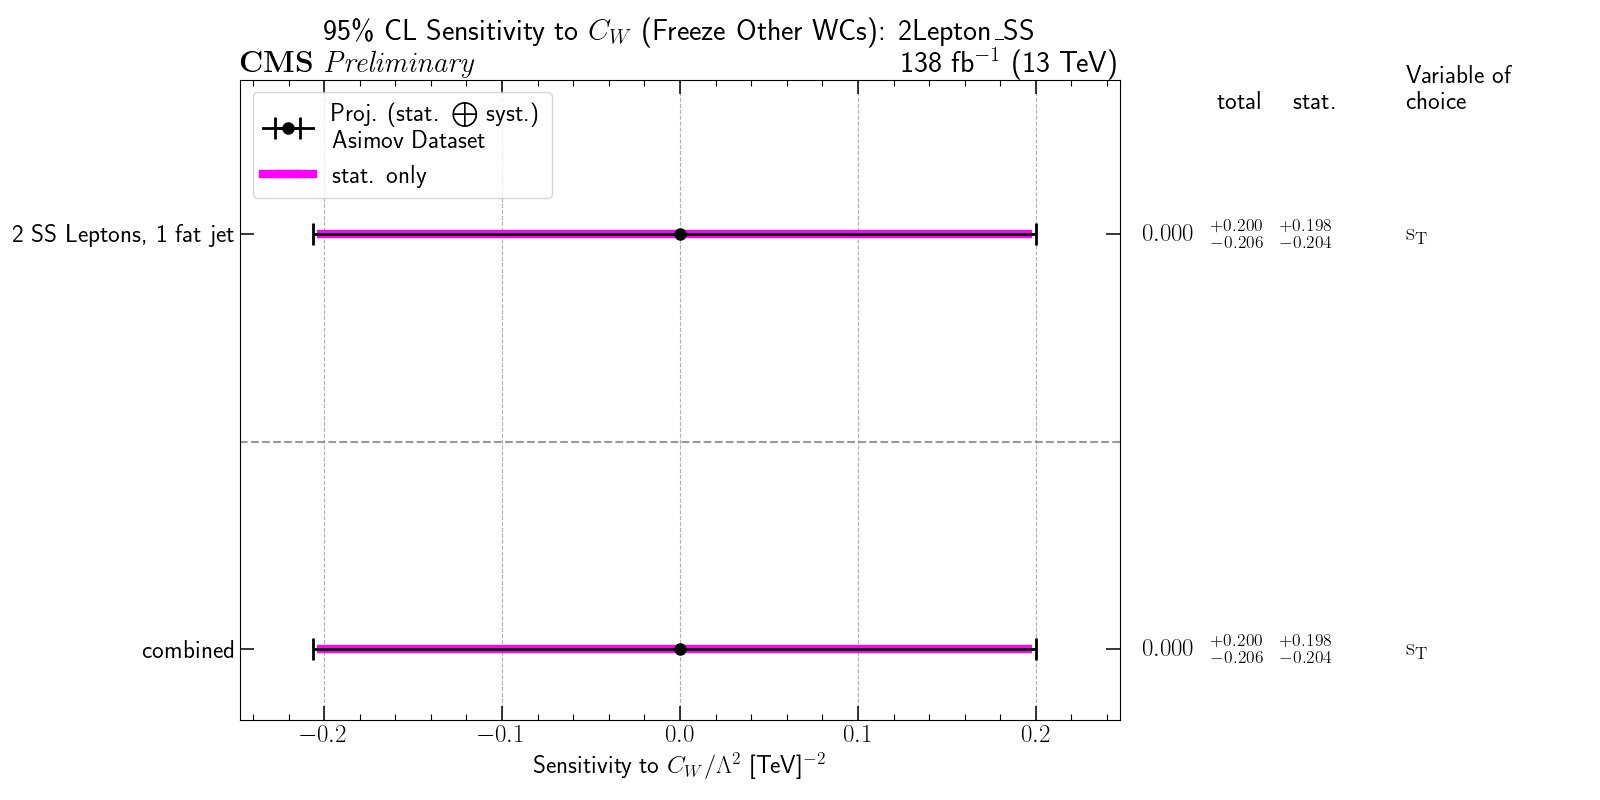 95% CL Sensitivity to C_W (Freeze Other WCs): 2Lepton_SS
CMS Preliminary 138 fb⁻¹ (13 TeV)
Variable of
total stat. choice
Proj. (stat. ⨁ syst.)
Asimov Dataset
stat. only
2 SS Leptons, 1 fat jet 0.000 +0.200 −0.206 +0.198 −0.204 s_T
combined 0.000 +0.200 −0.206 +0.198 −0.204 s_T
−0.2 −0.1 0.0 0.1 0.2
Sensitivity to C_W/Λ² [TeV]⁻²